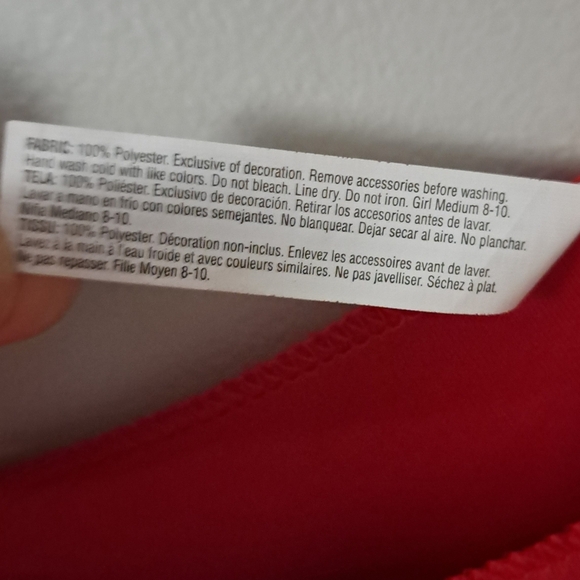 FABRIC: 100% Polyester. Exclusive of decoration. Remove accessories before washing.
Hand wash cold with like colors. Do not bleach. Line dry. Do not iron. Girl Medium 8-10.
TELA: 100% Poliéster. Exclusivo de decoración. Retirar los accesorios antes de lavar.
Lavar a mano en frío con colores semejantes. No blanquear. Dejar secar al aire. No planchar.
Niña Mediano 8-10.
TISSU: 100% Polyester. Décoration non-inclus. Enlevez les accessoires avant de laver.
Lavez à la main à l'eau froide et avec couleurs similaires. Ne pas javelliser. Séchez à plat.
Ne pas repasser. Fille Moyen 8-10.